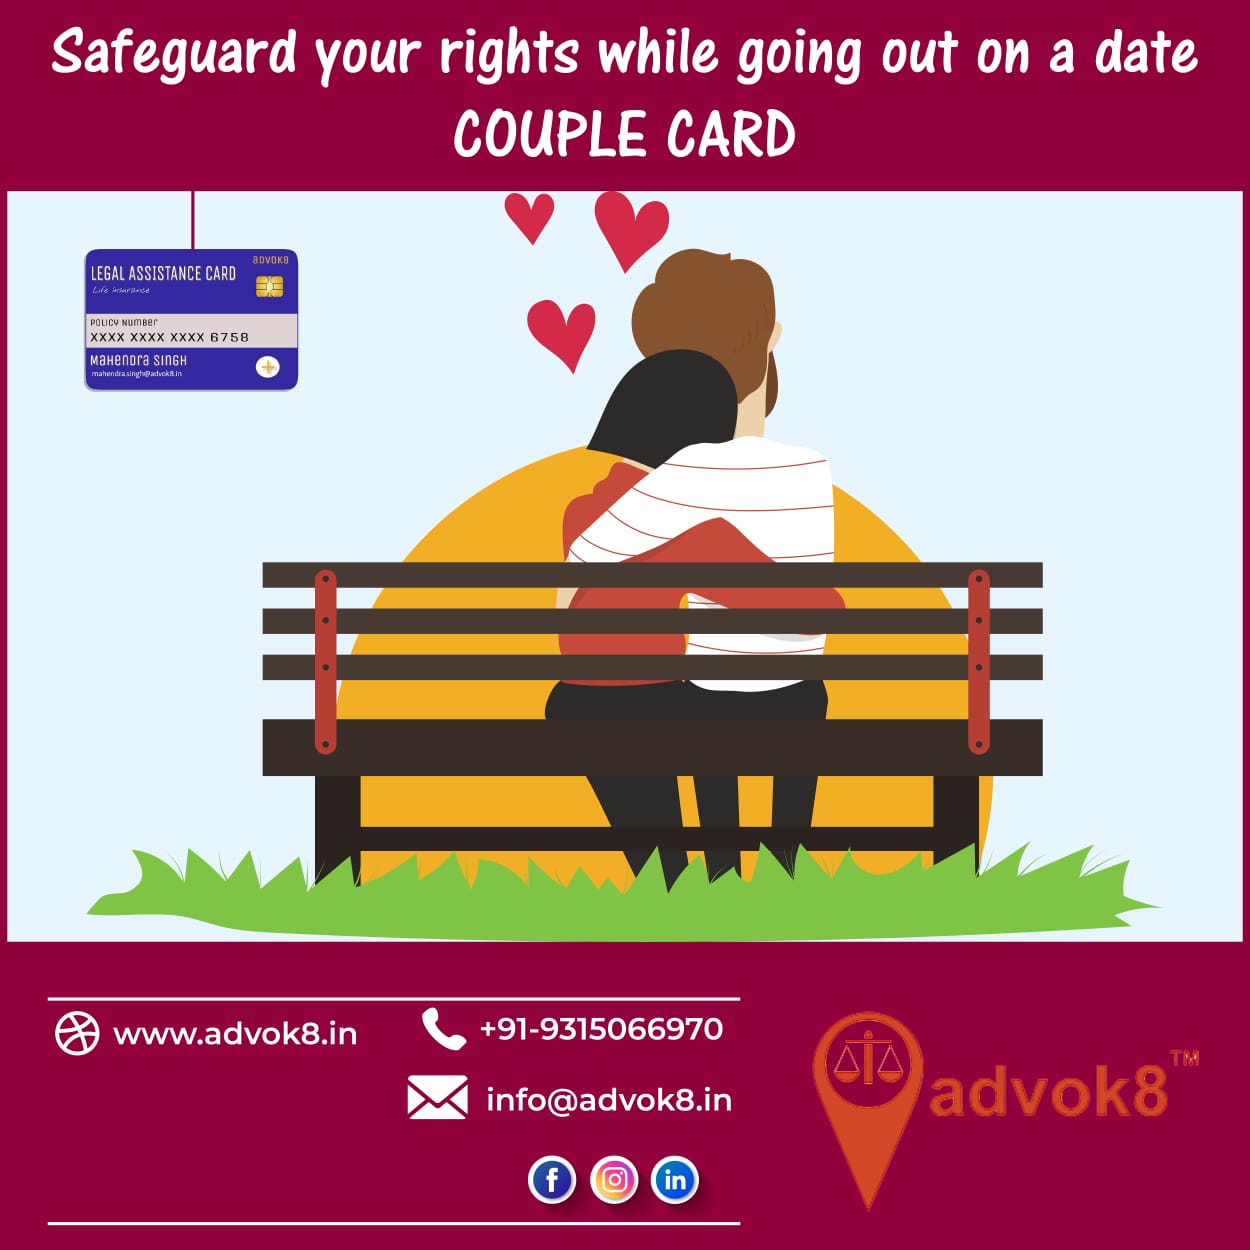 Safeguard your rights while going out on a date
COUPLE CARD
advok8
LEGAL ASSISTANCE CARD
Life Insurance
Policy Number
XXXX XXXX XXXX 6758
Mahendra Singh
mahendra.singh@advok8.in
www.advok8.in
+91-9315066970
info@advok8.in
f
in
advok8™